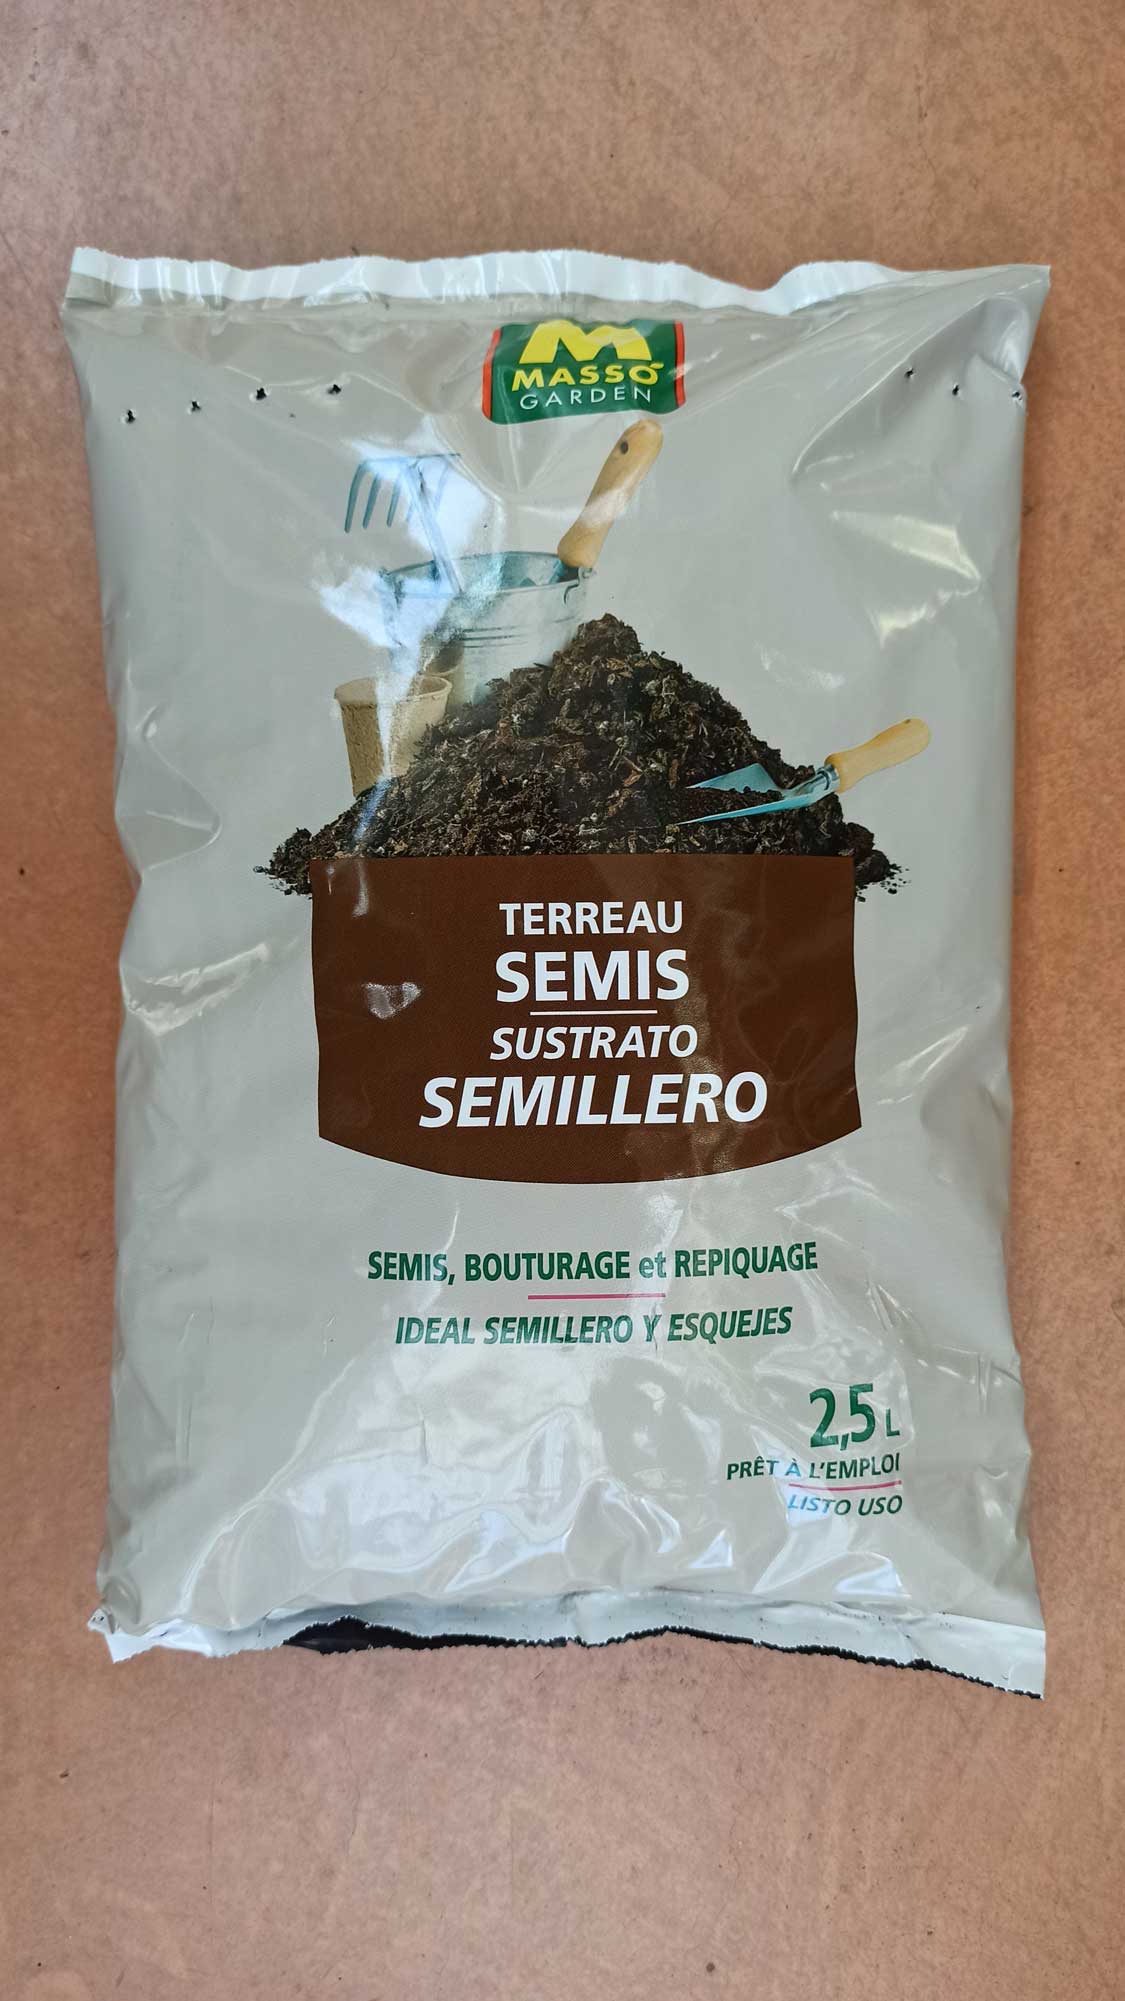 M
MASSÓ
GARDEN
TERREAU
SEMIS
SUSTRATO
SEMILLERO
SEMIS, BOUTURAGE et REPIQUAGE
IDEAL SEMILLERO Y ESQUEJES
2,5 L
PRÊT À L'EMPLOI
LISTO USO